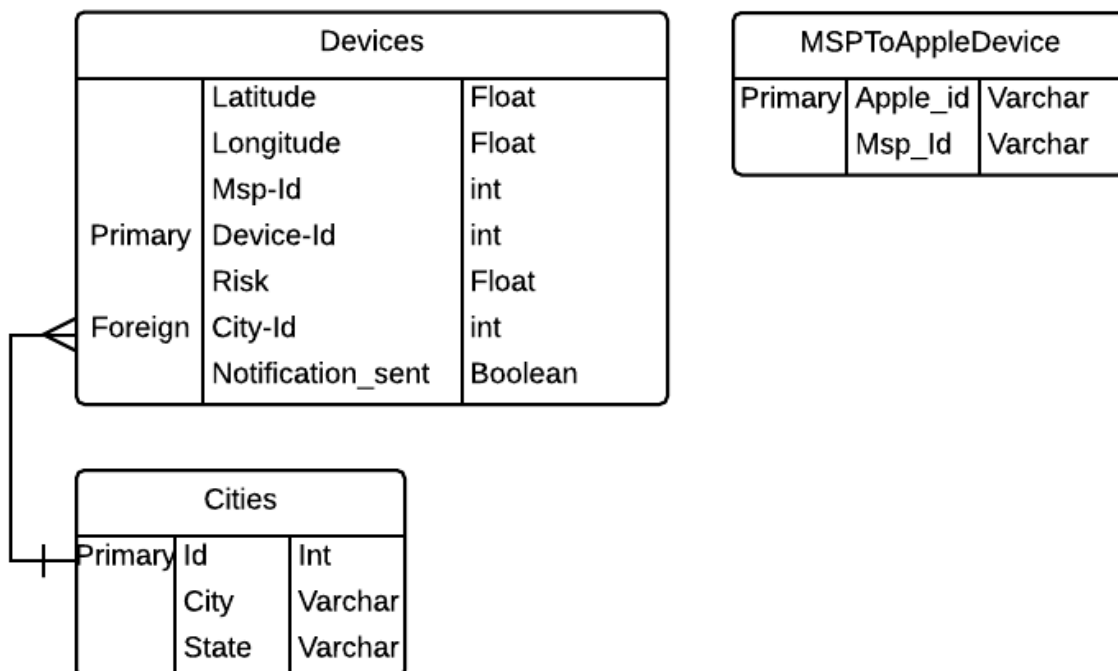 Devices
Latitude Float
Longitude Float
Msp-Id int
Primary Device-Id int
Risk Float
Foreign City-Id int
Notification_sent Boolean
MSPToAppleDevice
Primary Apple_id Varchar
Msp_Id Varchar
Cities
Primary Id Int
City Varchar
State Varchar